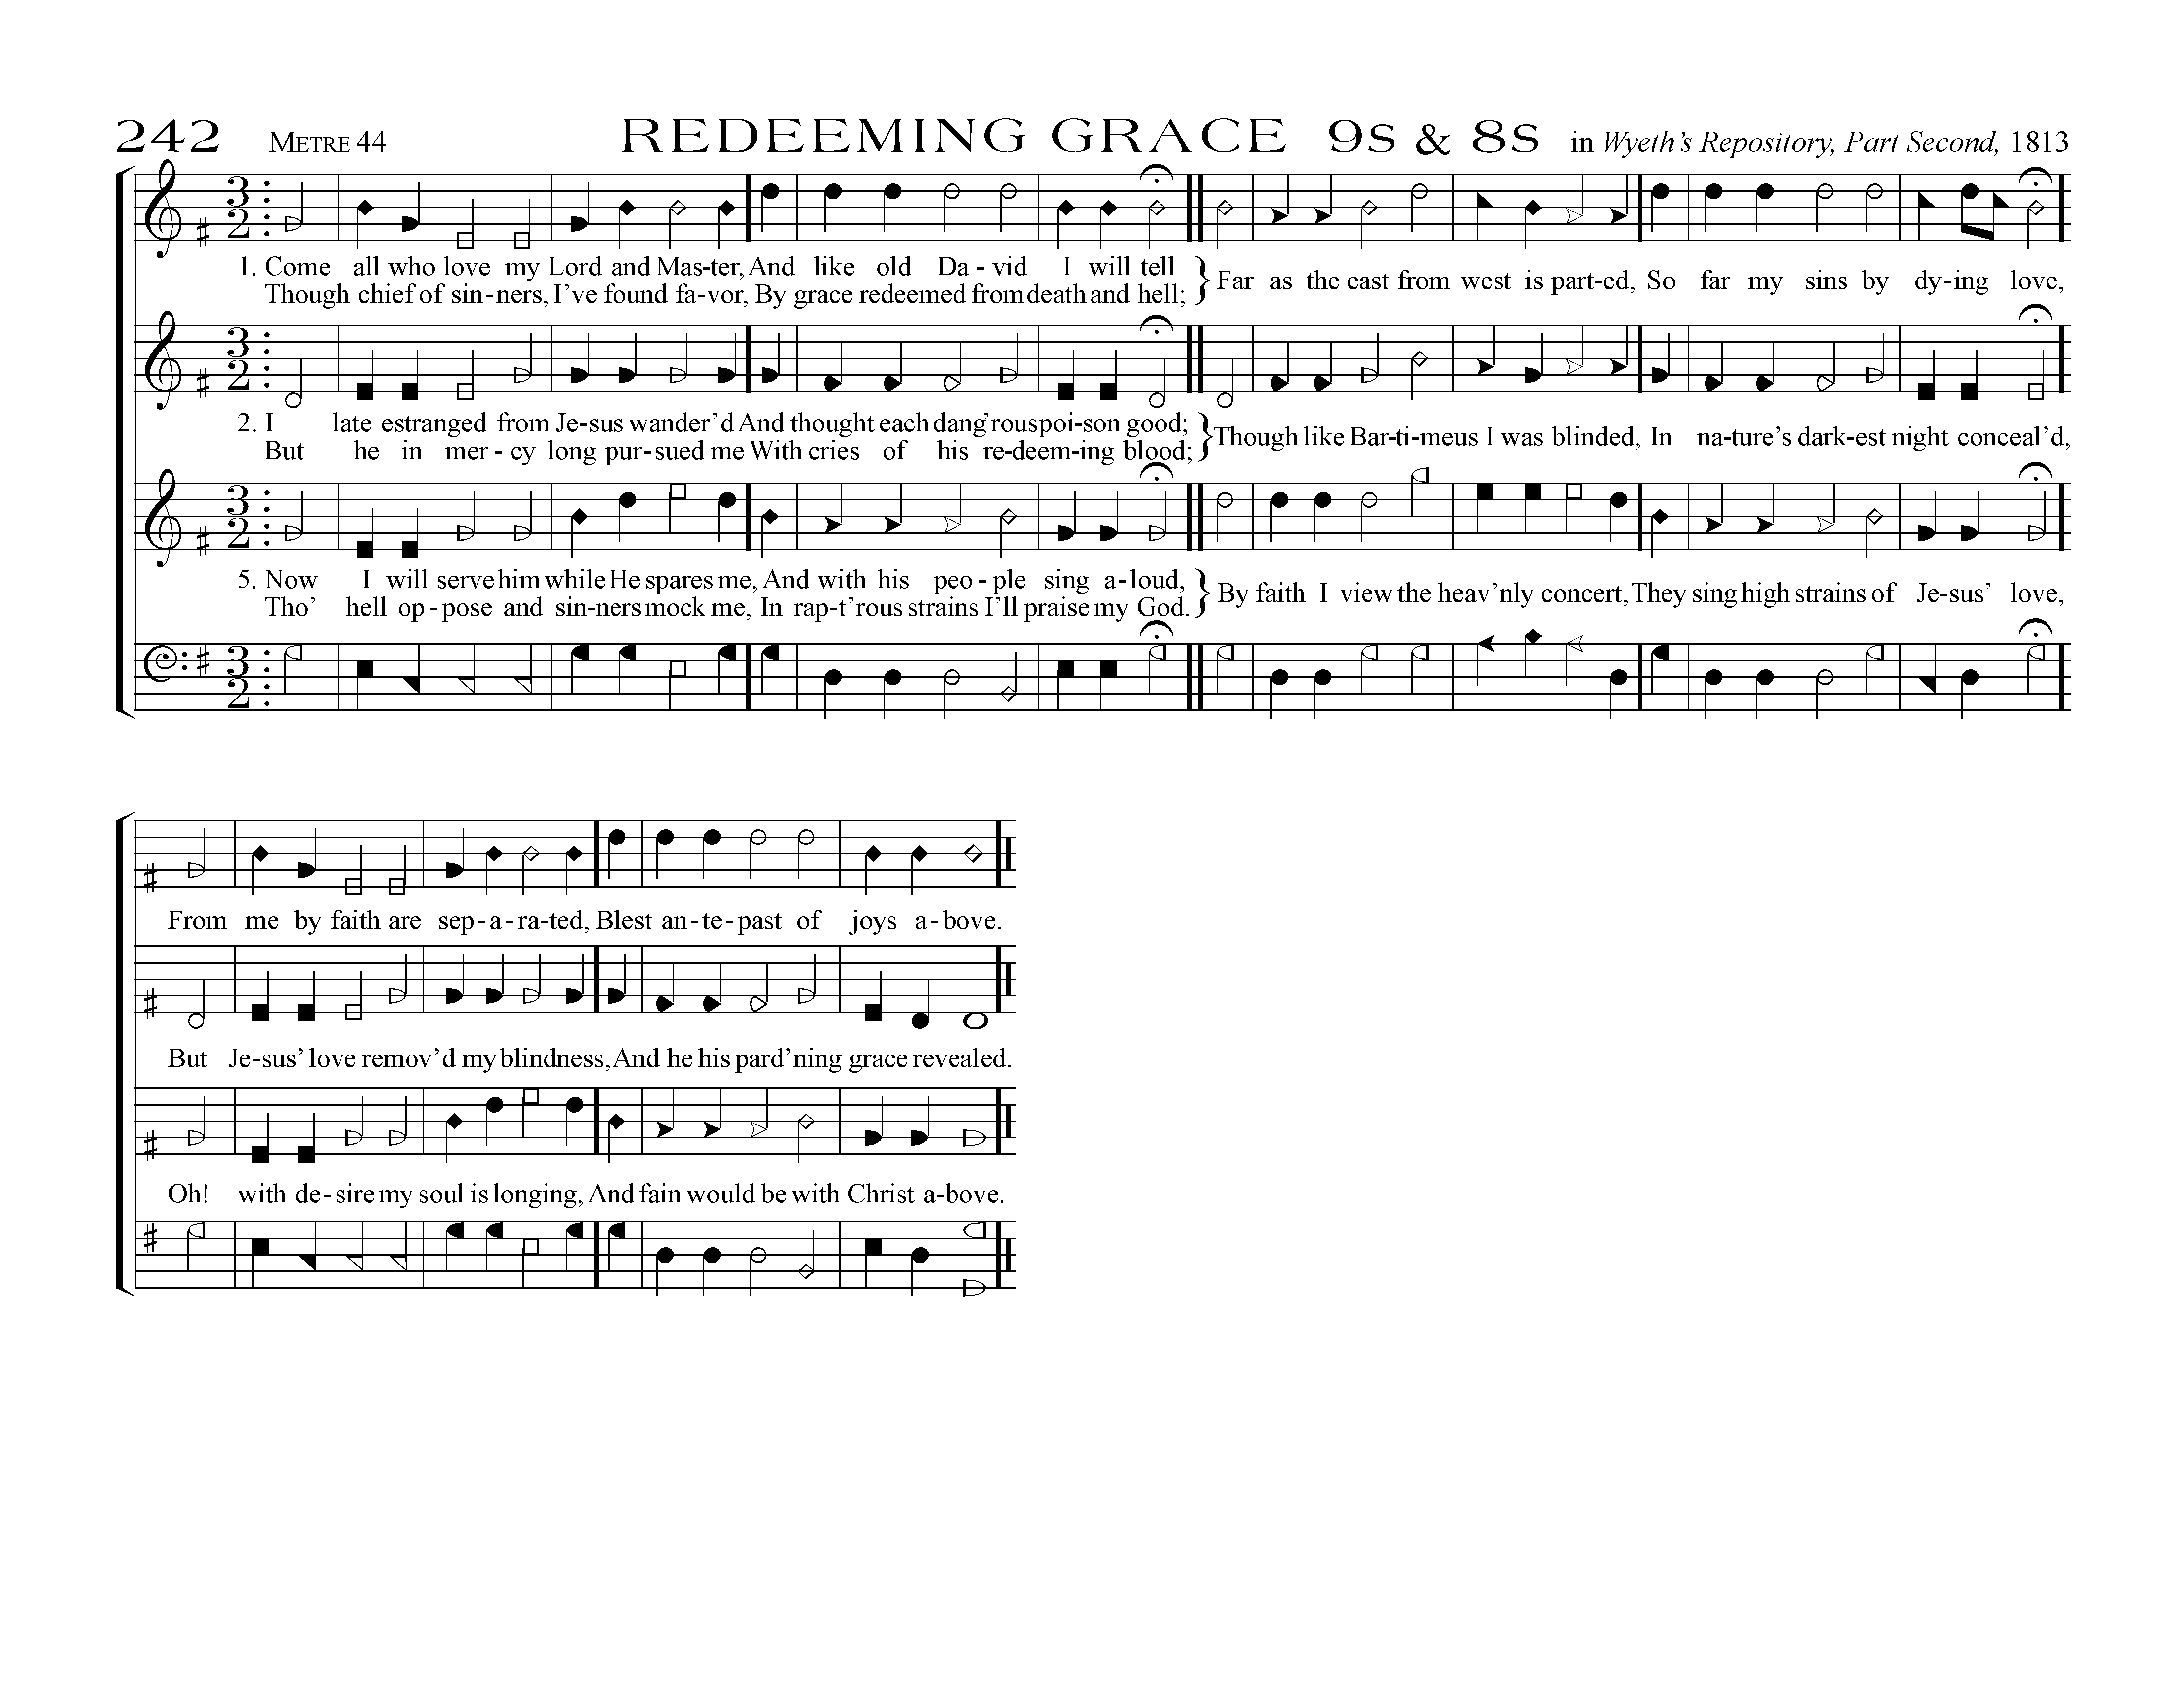 242 METRE 44 REDEEMING GRACE 9s & 8s in Wyeth's Repository, Part Second, 1813
3
2
1. Come all who love my Lord and Mas-ter, And like old Da-vid I will tell } Far as the east from west is part-ed, So far my sins by dy-ing love,
Though chief of sin-ners, I've found fa-vor, By grace redeemed from death and hell;
3
2
2. I late estranged from Je-sus wander'd And thought each dang'rous poi-son good; } Though like Bar-ti-meus I was blinded, In na-ture's dark-est night conceal'd,
But he in mer-cy long pur-sued me With cries of his re-deem-ing blood;
3
2
5. Now I will serve him while He spares me, And with his peo-ple sing a-loud, } By faith I view the heav'nly concert, They sing high strains of Je-sus' love,
Tho' hell op-pose and sin-ners mock me, In rap-t'rous strains I'll praise my God.
3
2
From me by faith are sep-a-ra-ted, Blest an-te-past of joys a-bove.
But Je-sus' love remov'd my blindness, And he his pard'ning grace revealed.
Oh! with de-sire my soul is longing, And fain would be with Christ a-bove.